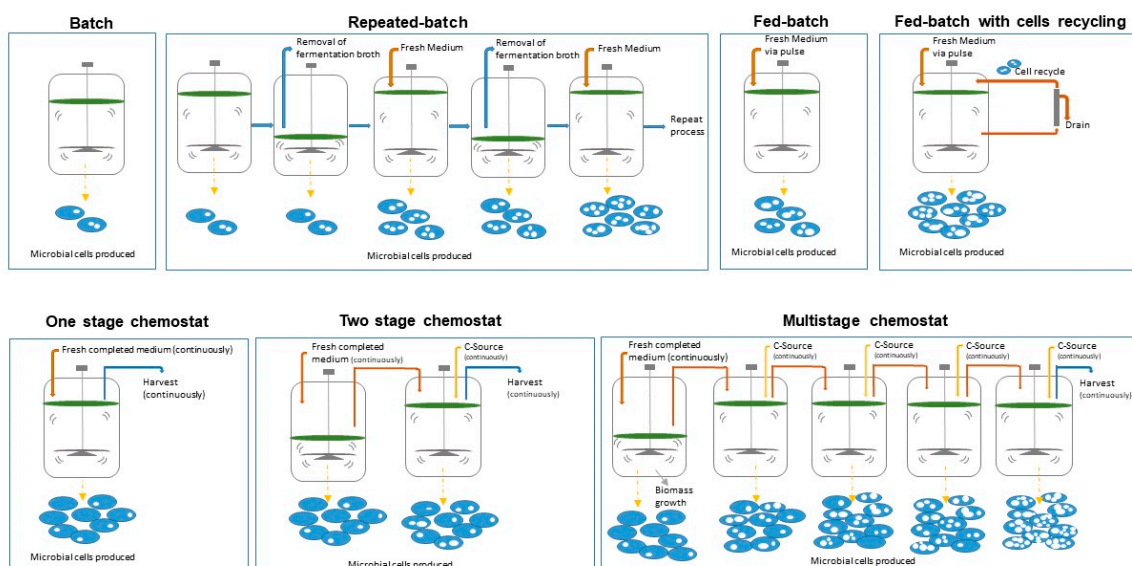 Batch
Microbial cells produced
Repeated-batch
Removal of
fermentation broth
Fresh Medium
Removal of
fermentation broth
Fresh Medium
Repeat
process
Microbial cells produced
Fed-batch
Fresh Medium
via pulse
Microbial cells produced
Fed-batch with cells recycling
Fresh Medium
via pulse
Cell recycle
Drain
Microbial cells produced
One stage chemostat
Fresh completed medium (continuously)
Harvest
(continuously)
Microbial cells produced
Two stage chemostat
Fresh completed
medium (continuously)
C-Source
(continuously)
Harvest
(continuously)
Microbial cells produced
Multistage chemostat
Fresh completed
medium (continuously)
C-Source
(continuously)
C-Source
(continuously)
C-Source
(continuously)
C-Source
(continuously)
Harvest
(continuously)
Biomass
growth
Microbial cells produced